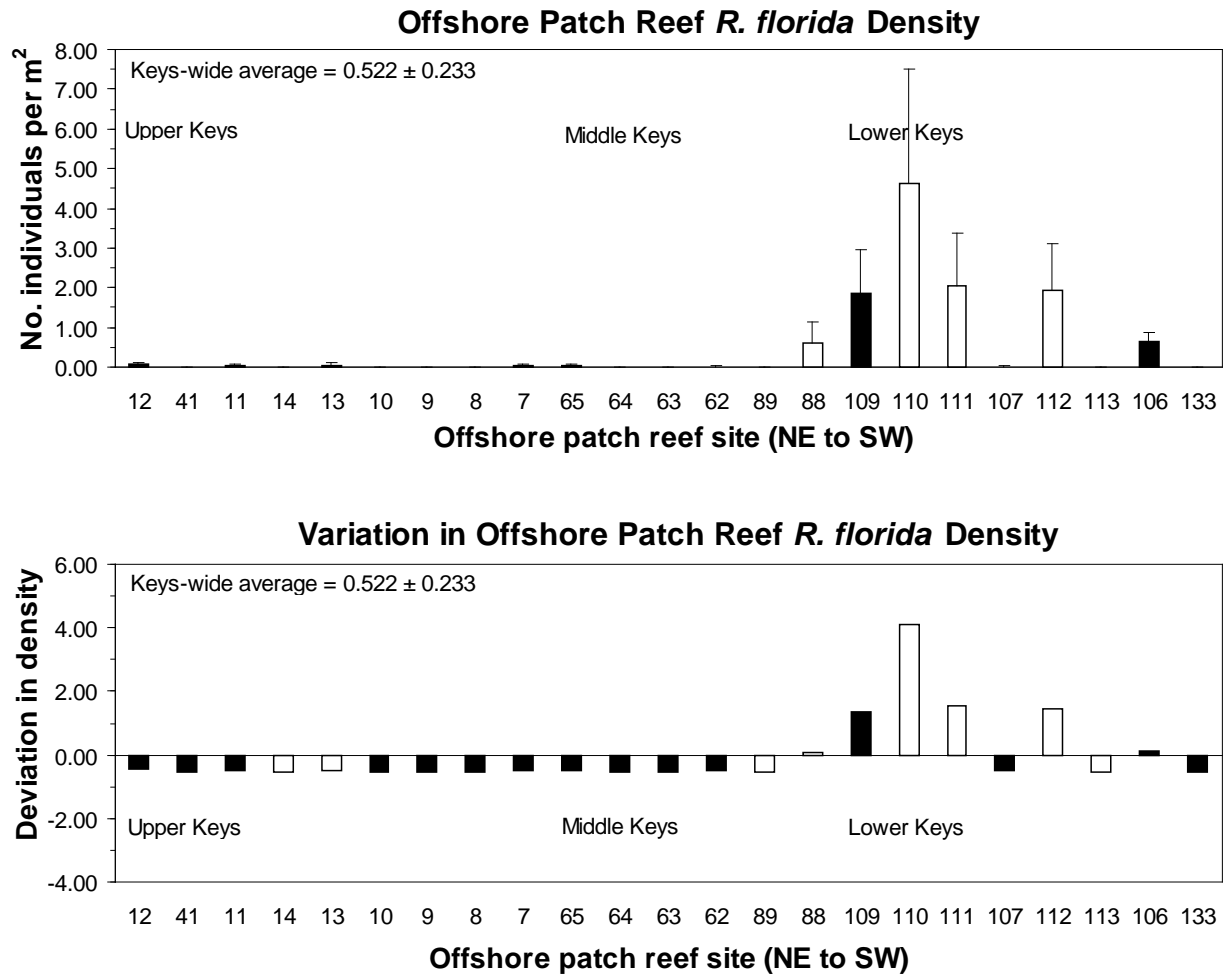 Offshore Patch Reef R. florida Density
No. individuals per m²
8.00
7.00
6.00
5.00
4.00
3.00
2.00
1.00
0.00
Keys-wide average = 0.522 ± 0.233
Upper Keys Middle Keys Lower Keys
12 41 11 14 13 10 9 8 7 65 64 63 62 89 88 109 110 111 107 112 113 106 133
Offshore patch reef site (NE to SW)
Variation in Offshore Patch Reef R. florida Density
Deviation in density
6.00
4.00
2.00
0.00
-2.00
-4.00
Keys-wide average = 0.522 ± 0.233
Upper Keys Middle Keys Lower Keys
12 41 11 14 13 10 9 8 7 65 64 63 62 89 88 109 110 111 107 112 113 106 133
Offshore patch reef site (NE to SW)